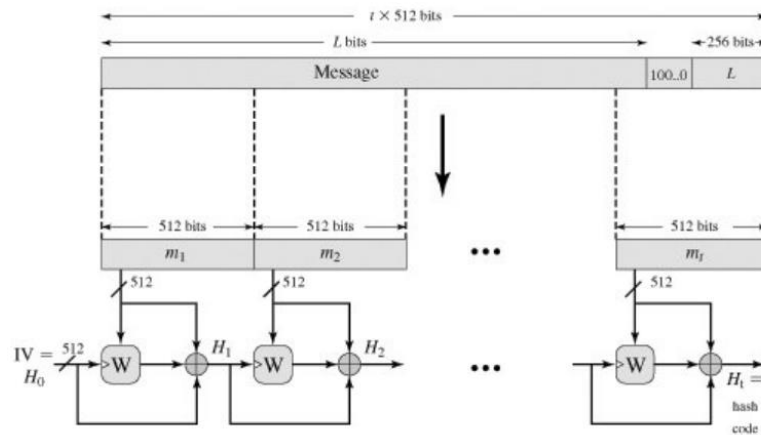 t × 512 bits
L bits
256 bits
Message
100..0
L
512 bits
512 bits
512 bits
m1
m2
•••
mt
512
512
512
IV =
H0
512
W
H1
W
H2
•••
W
Ht =
hash
code